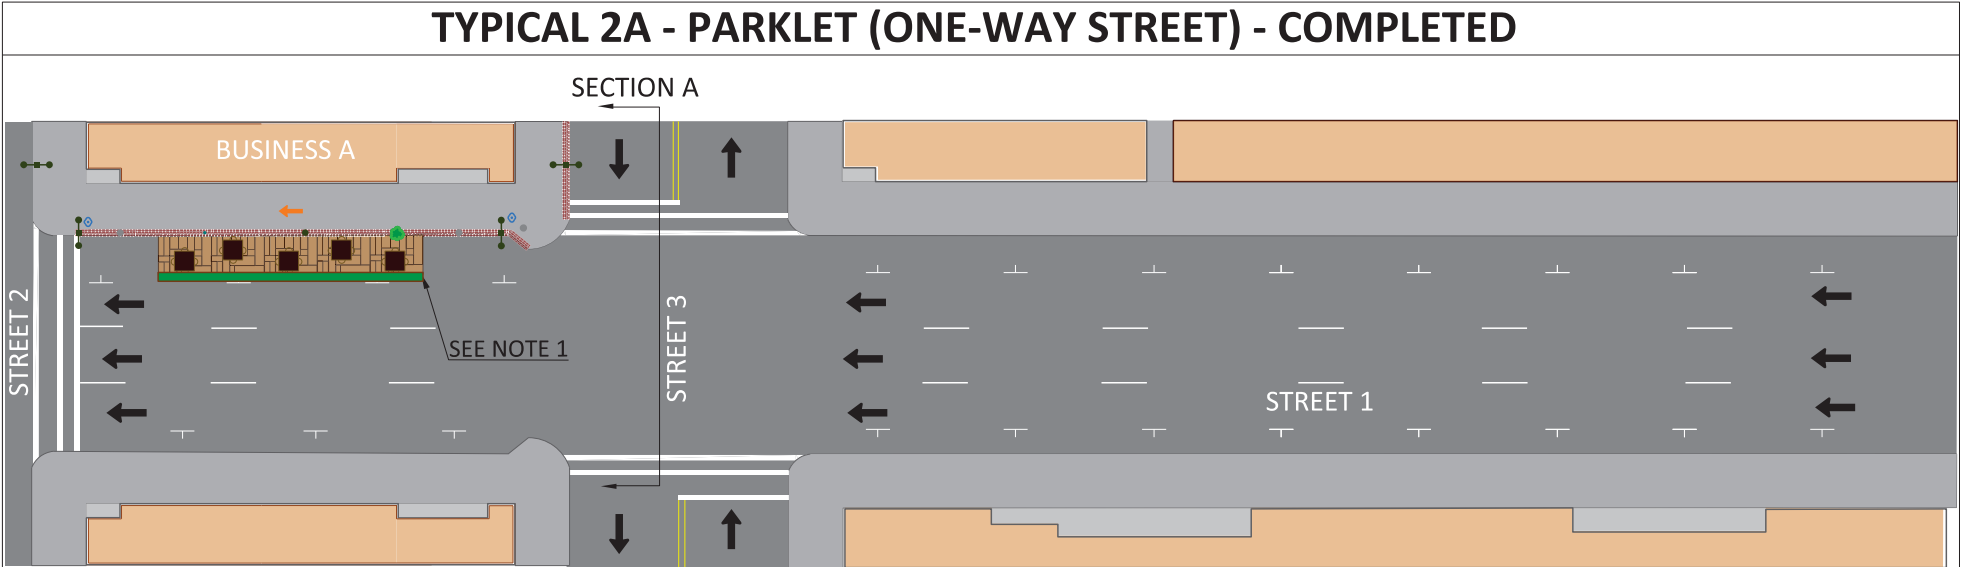 TYPICAL 2A - PARKLET (ONE-WAY STREET) - COMPLETED
SECTION A
BUSINESS A
STREET 2
SEE NOTE 1
STREET 3
STREET 1